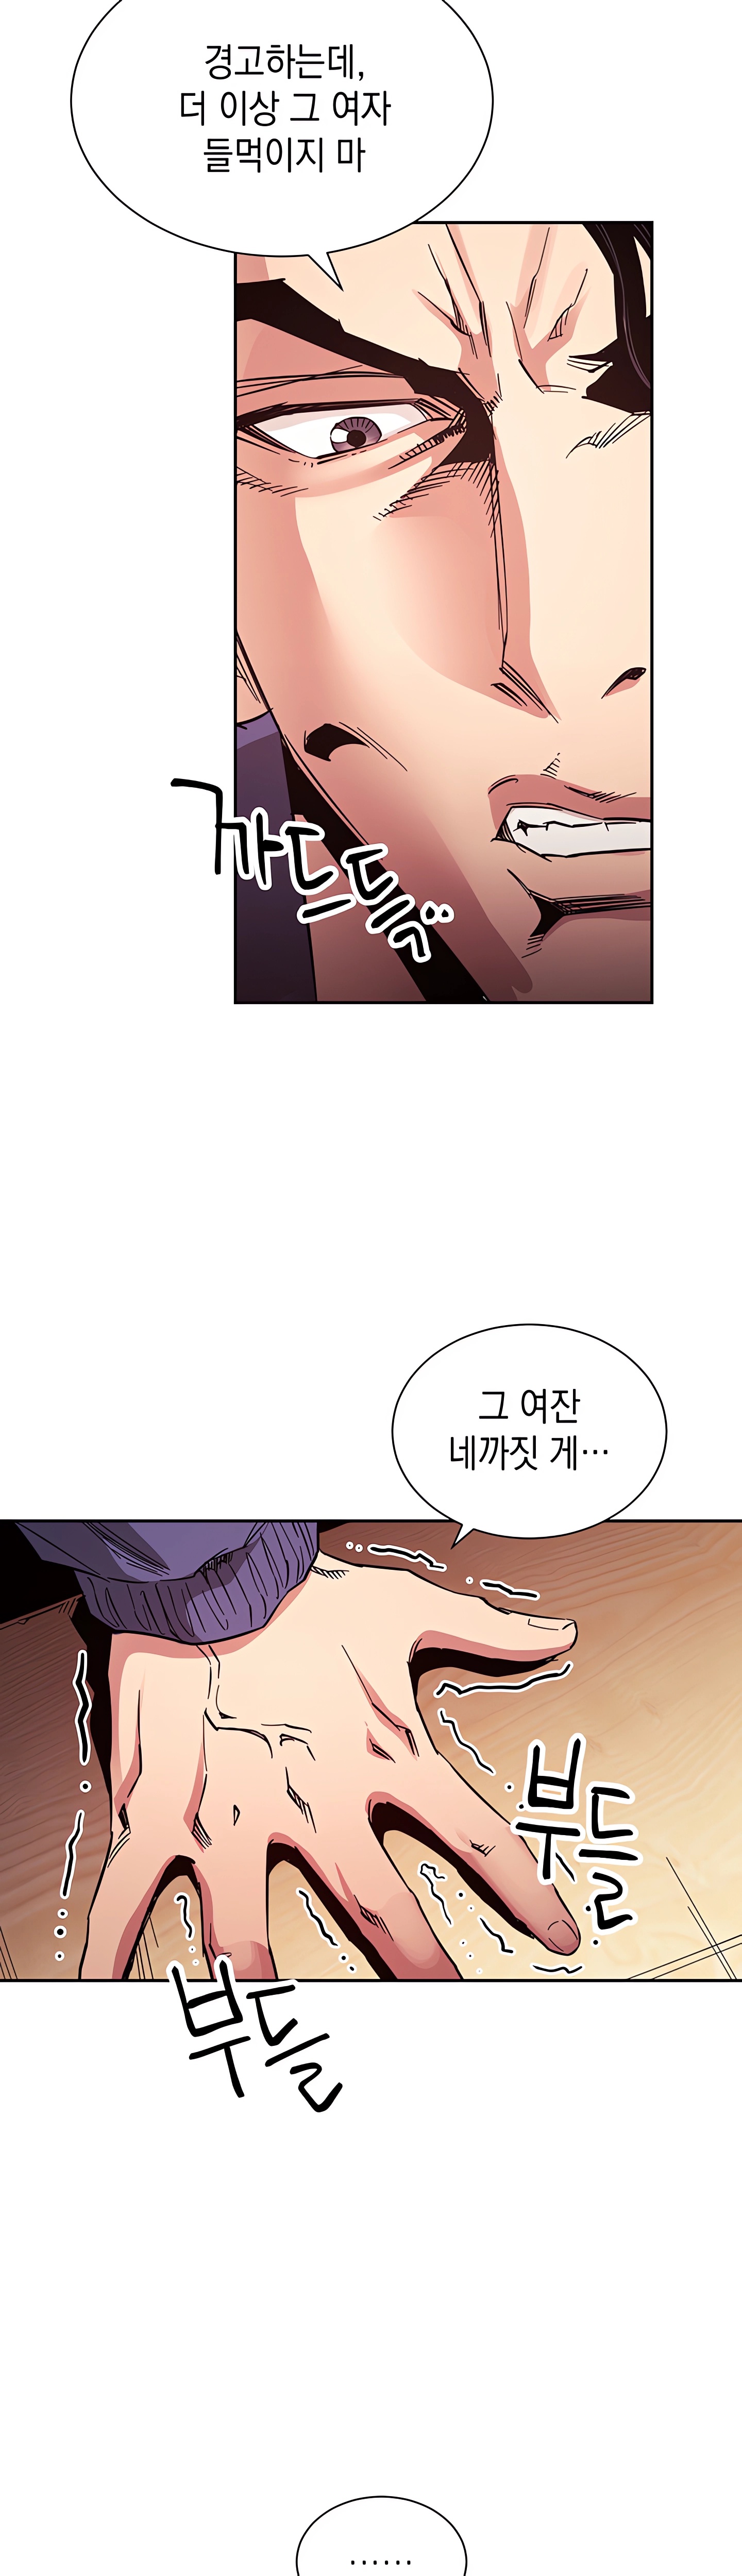 경고하는데,
더 이상 그 여자
들먹이지 마
까드드득··
그 여잔
네까짓 게···
부들
부들
······